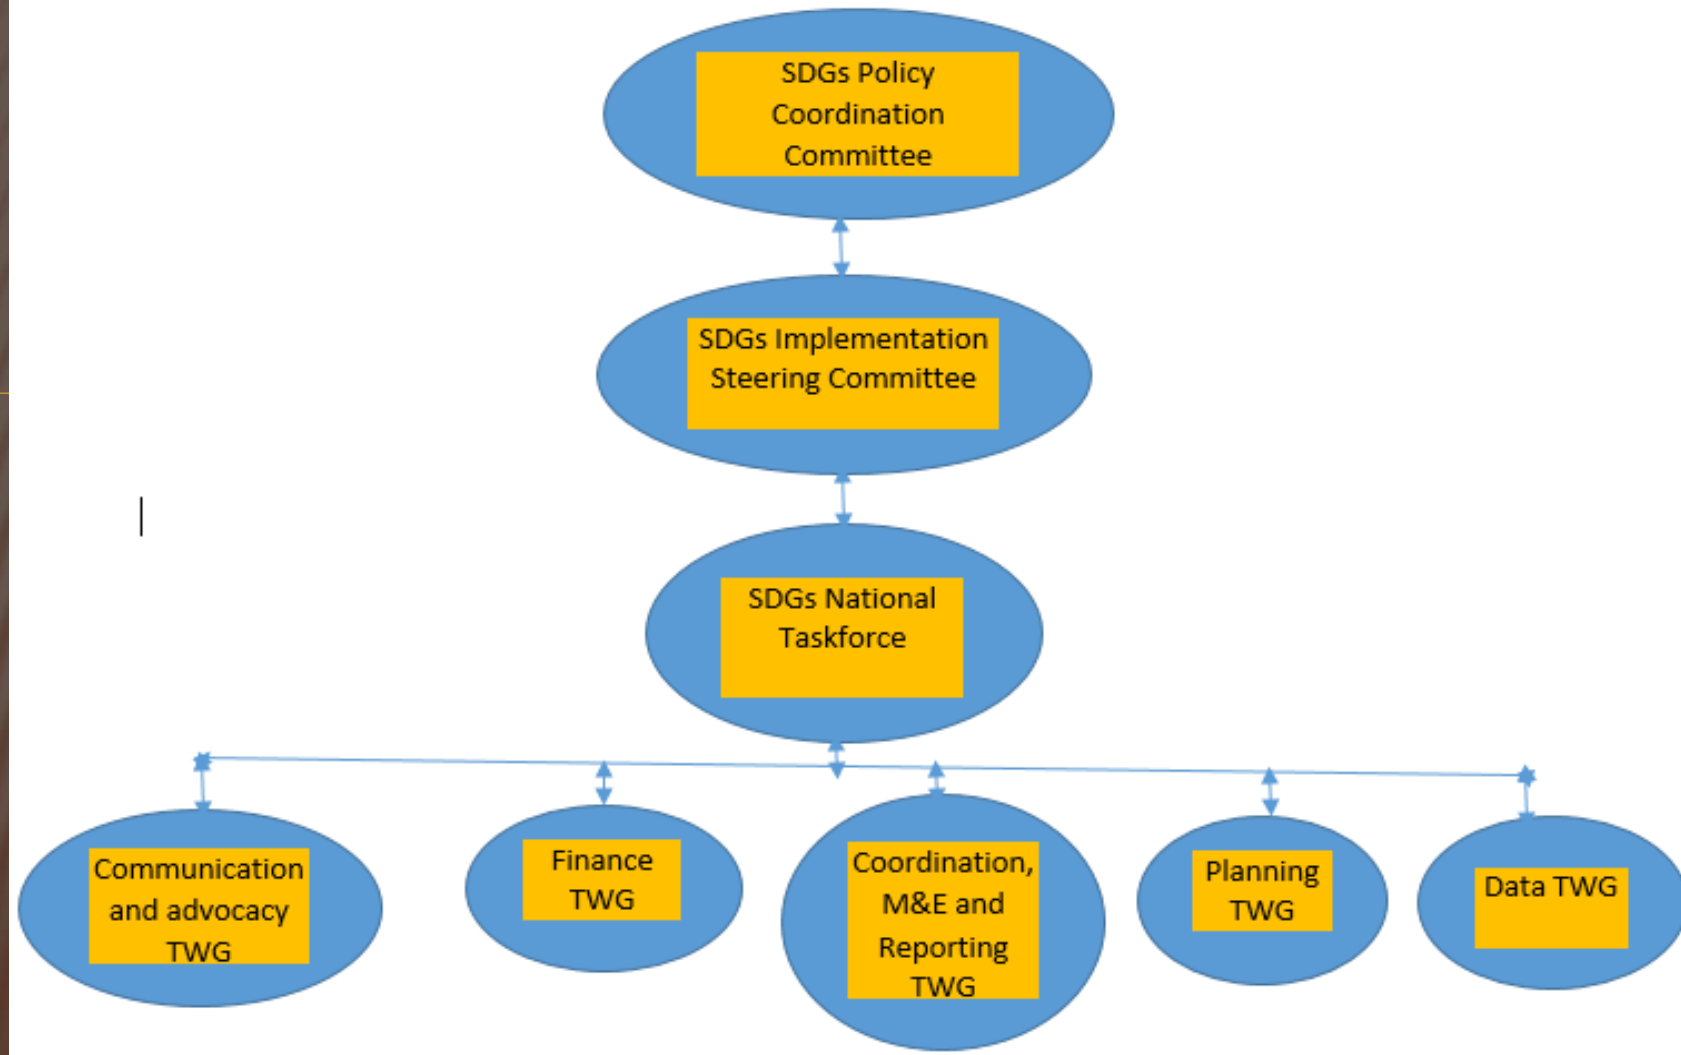 SDGs Policy
Coordination
Committee
SDGs Implementation
Steering Committee
SDGs National
Taskforce
Communication
and advocacy
TWG
Finance
TWG
Coordination,
M&E and
Reporting
TWG
Planning
TWG
Data TWG